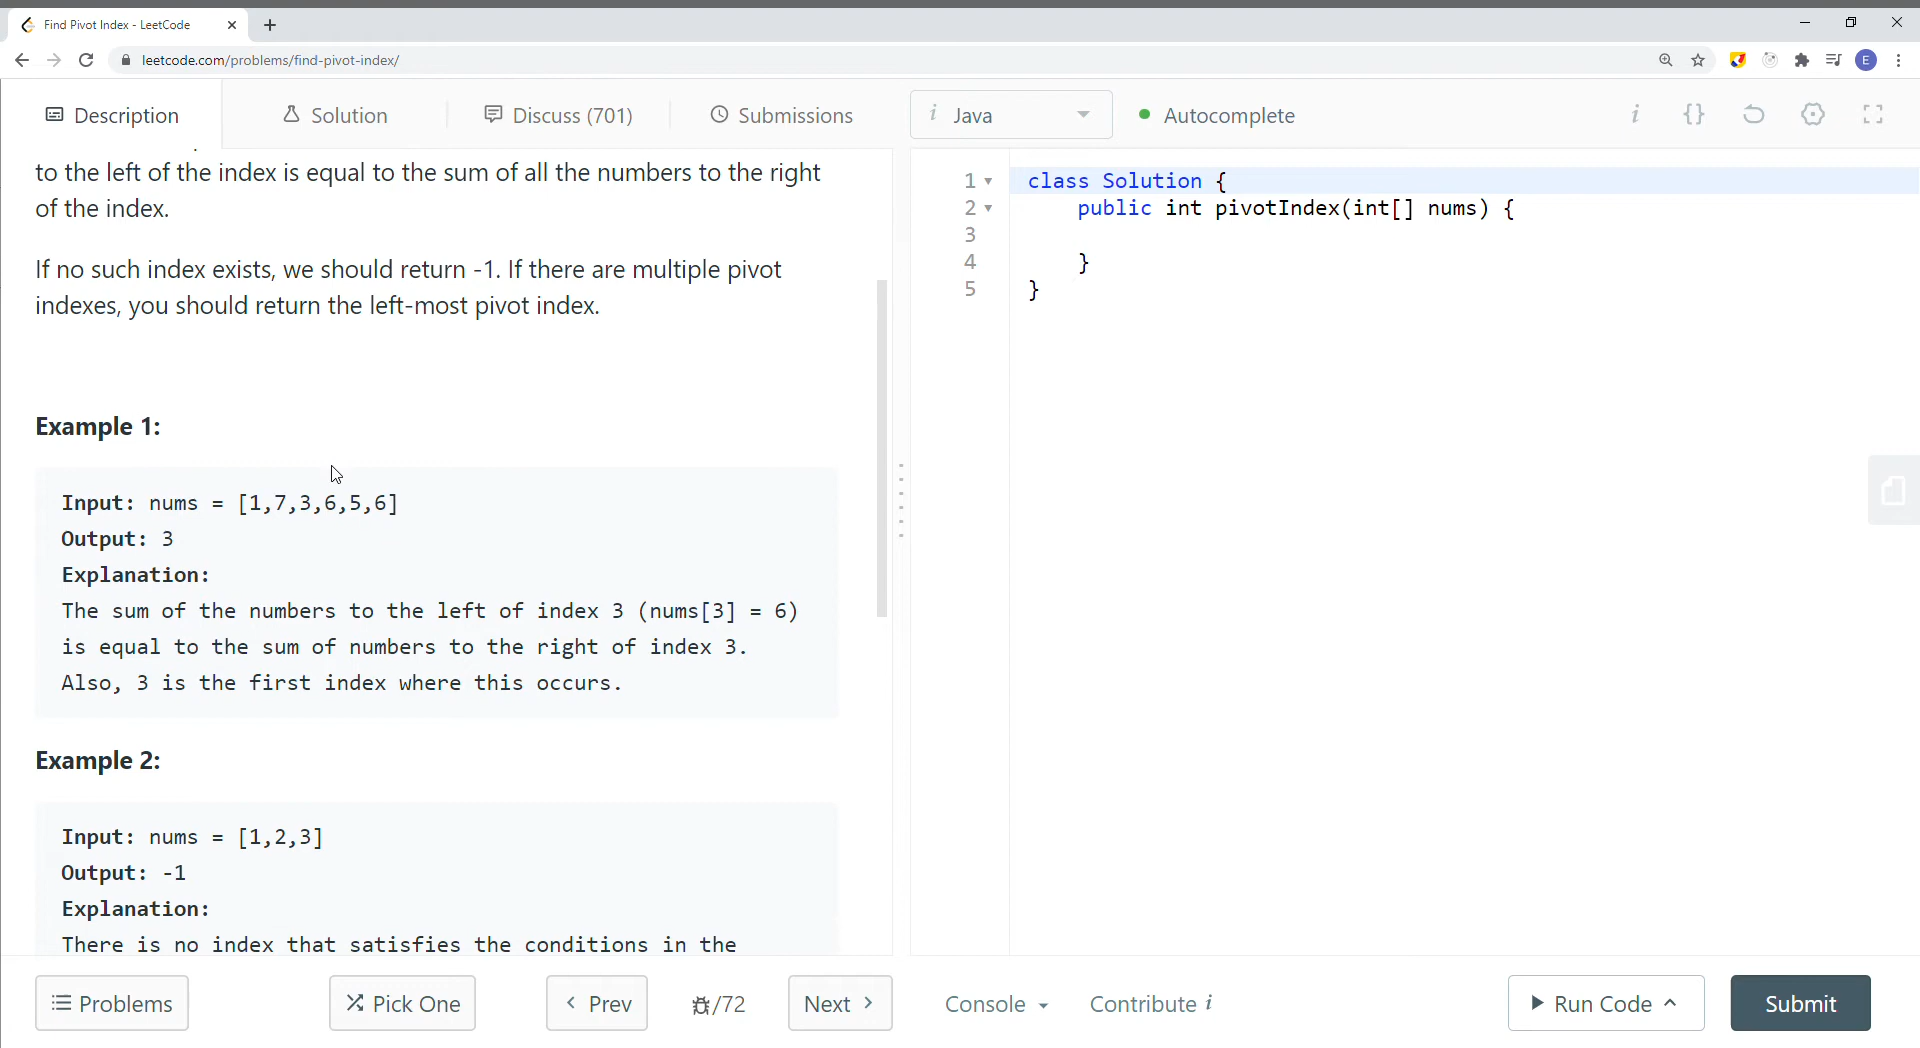 Find Pivot Index - LeetCode
leetcode.com/problems/find-pivot-index/
E
Description
Solution
Discuss (701)
Submissions
i Java
Autocomplete
i {}
to the left of the index is equal to the sum of all the numbers to the right
of the index.
If no such index exists, we should return -1. If there are multiple pivot
indexes, you should return the left-most pivot index.
Example 1:
Input: nums = [1,7,3,6,5,6]
Output: 3
Explanation:
The sum of the numbers to the left of index 3 (nums[3] = 6)
is equal to the sum of numbers to the right of index 3.
Also, 3 is the first index where this occurs.
Example 2:
Input: nums = [1,2,3]
Output: -1
Explanation:
There is no index that satisfies the conditions in the
1 class Solution {
2 public int pivotIndex(int[] nums) {
3
4 }
5 }
Problems
Pick One
Prev
/72
Next
Console
Contribute i
Run Code
Submit